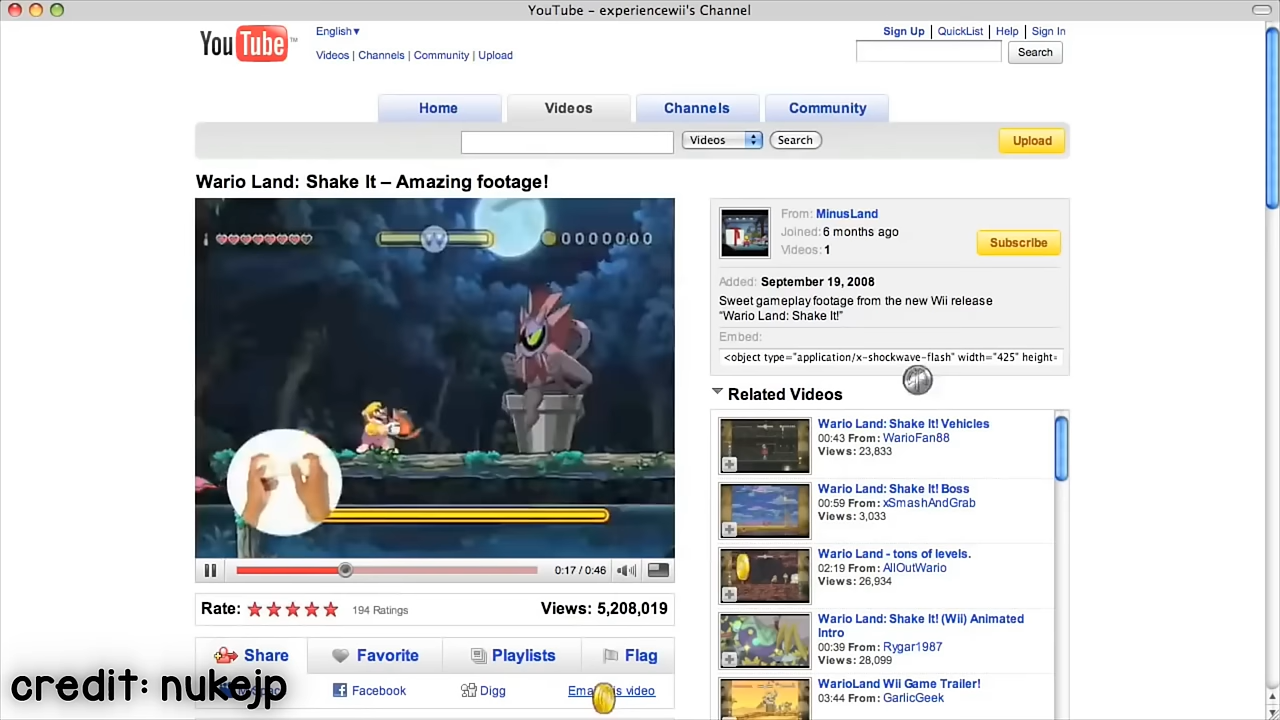 YouTube – experiencewii's Channel
YouTube™
English▾
Videos | Channels | Community | Upload
Sign Up | QuickList | Help | Sign In
Search
Home
Videos
Channels
Community
Videos
Search
Upload
Wario Land: Shake It – Amazing footage!
0000000
0:17 / 0:46
Rate:
194 Ratings
Views: 5,208,019
Share
Favorite
Playlists
Flag
Facebook
Digg
video
credit: nukejp
From: MinusLand
Joined: 6 months ago
Videos: 1
Subscribe
Added: September 19, 2008
Sweet gameplay footage from the new Wii release
“Wario Land: Shake It!”
Embed:
<object type="application/x-shockwave-flash" width="425" height=
Related Videos
Wario Land: Shake It! Vehicles
00:43 From: WarioFan88
Views: 23,833
Wario Land: Shake It! Boss
00:59 From: xSmashAndGrab
Views: 3,033
Wario Land - tons of levels.
02:19 From: AllOutWario
Views: 26,934
Wario Land: Shake It! (Wii) Animated
Intro
00:39 From: Rygar1987
Views: 28,099
WarioLand Wii Game Trailer!
03:44 From: GarlicGeek